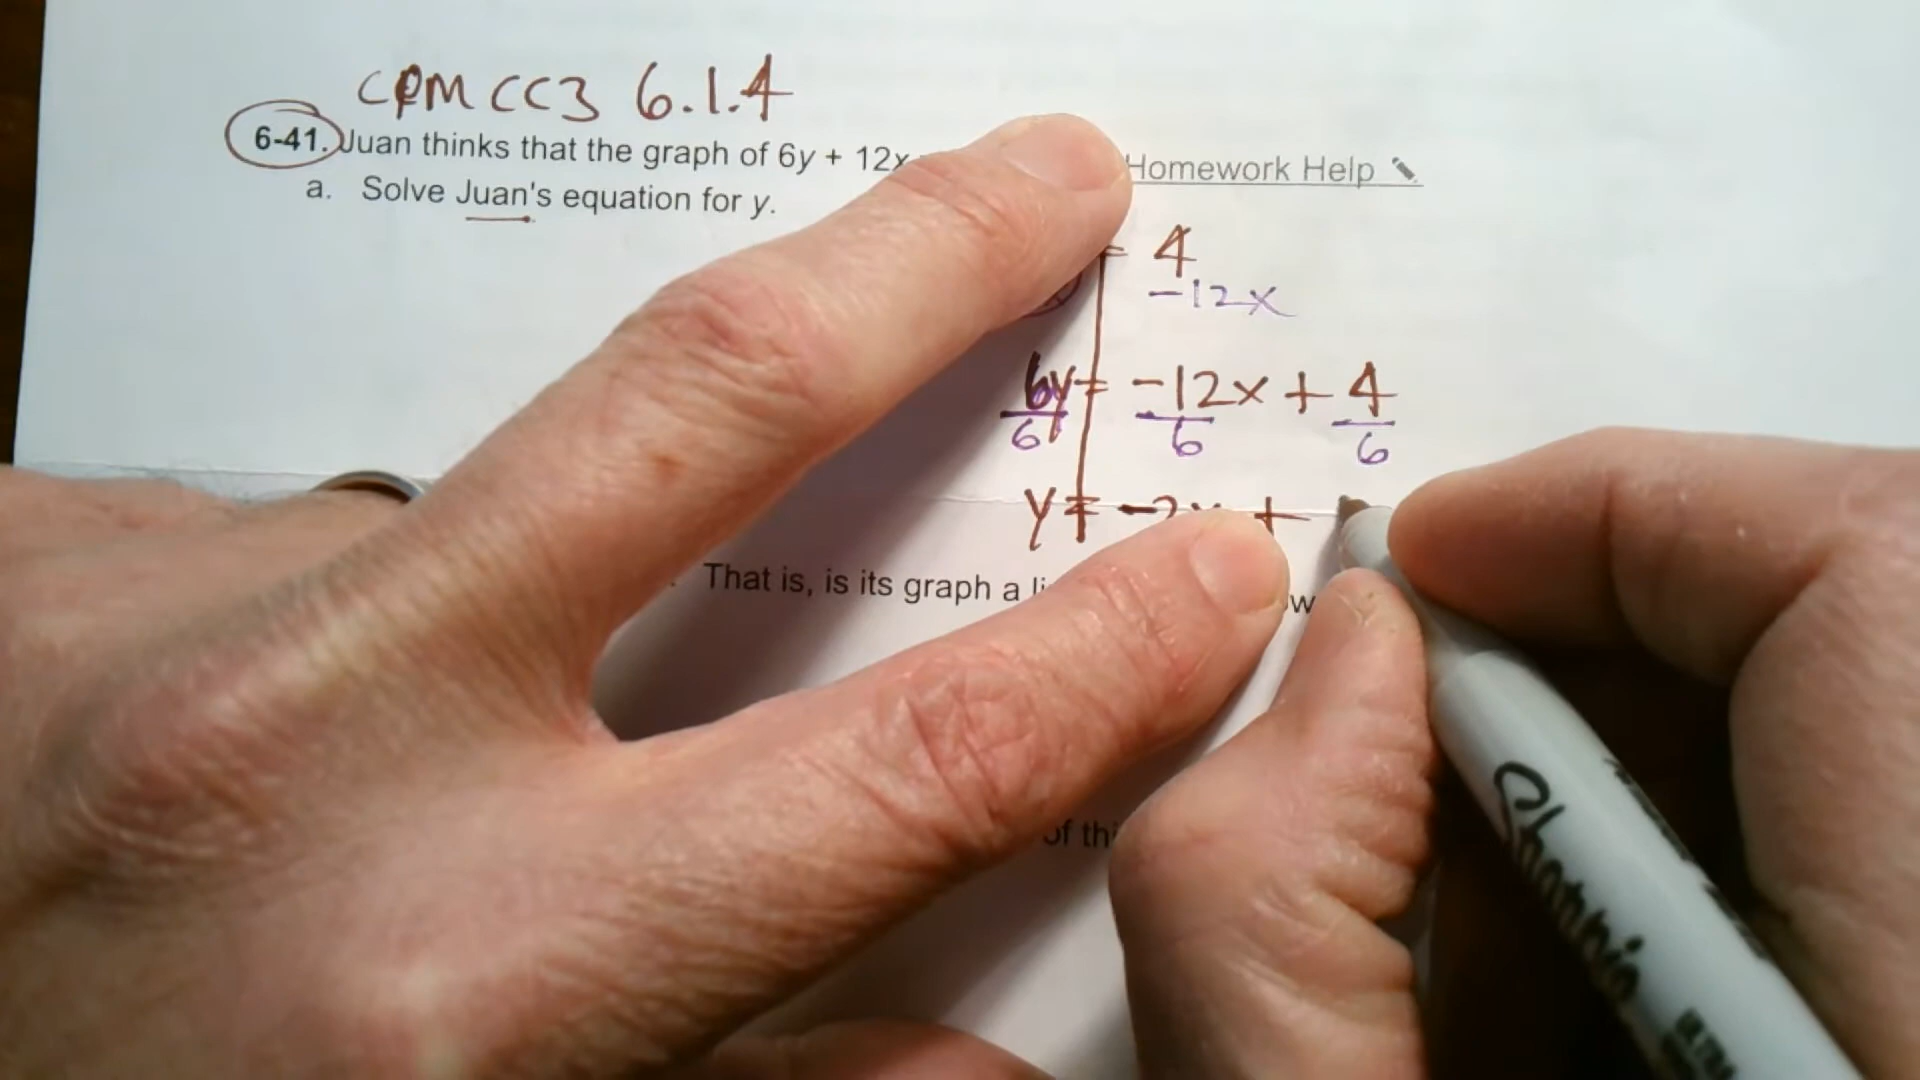 CPM CC3 6.1.4
6-41. Juan thinks that the graph of 6y + 12x Homework Help
a. Solve Juan's equation for y.
= 4
-12x
6y = -12x + 4
6 6 6
y = -2x +
That is, is its graph a
of
Sharpie